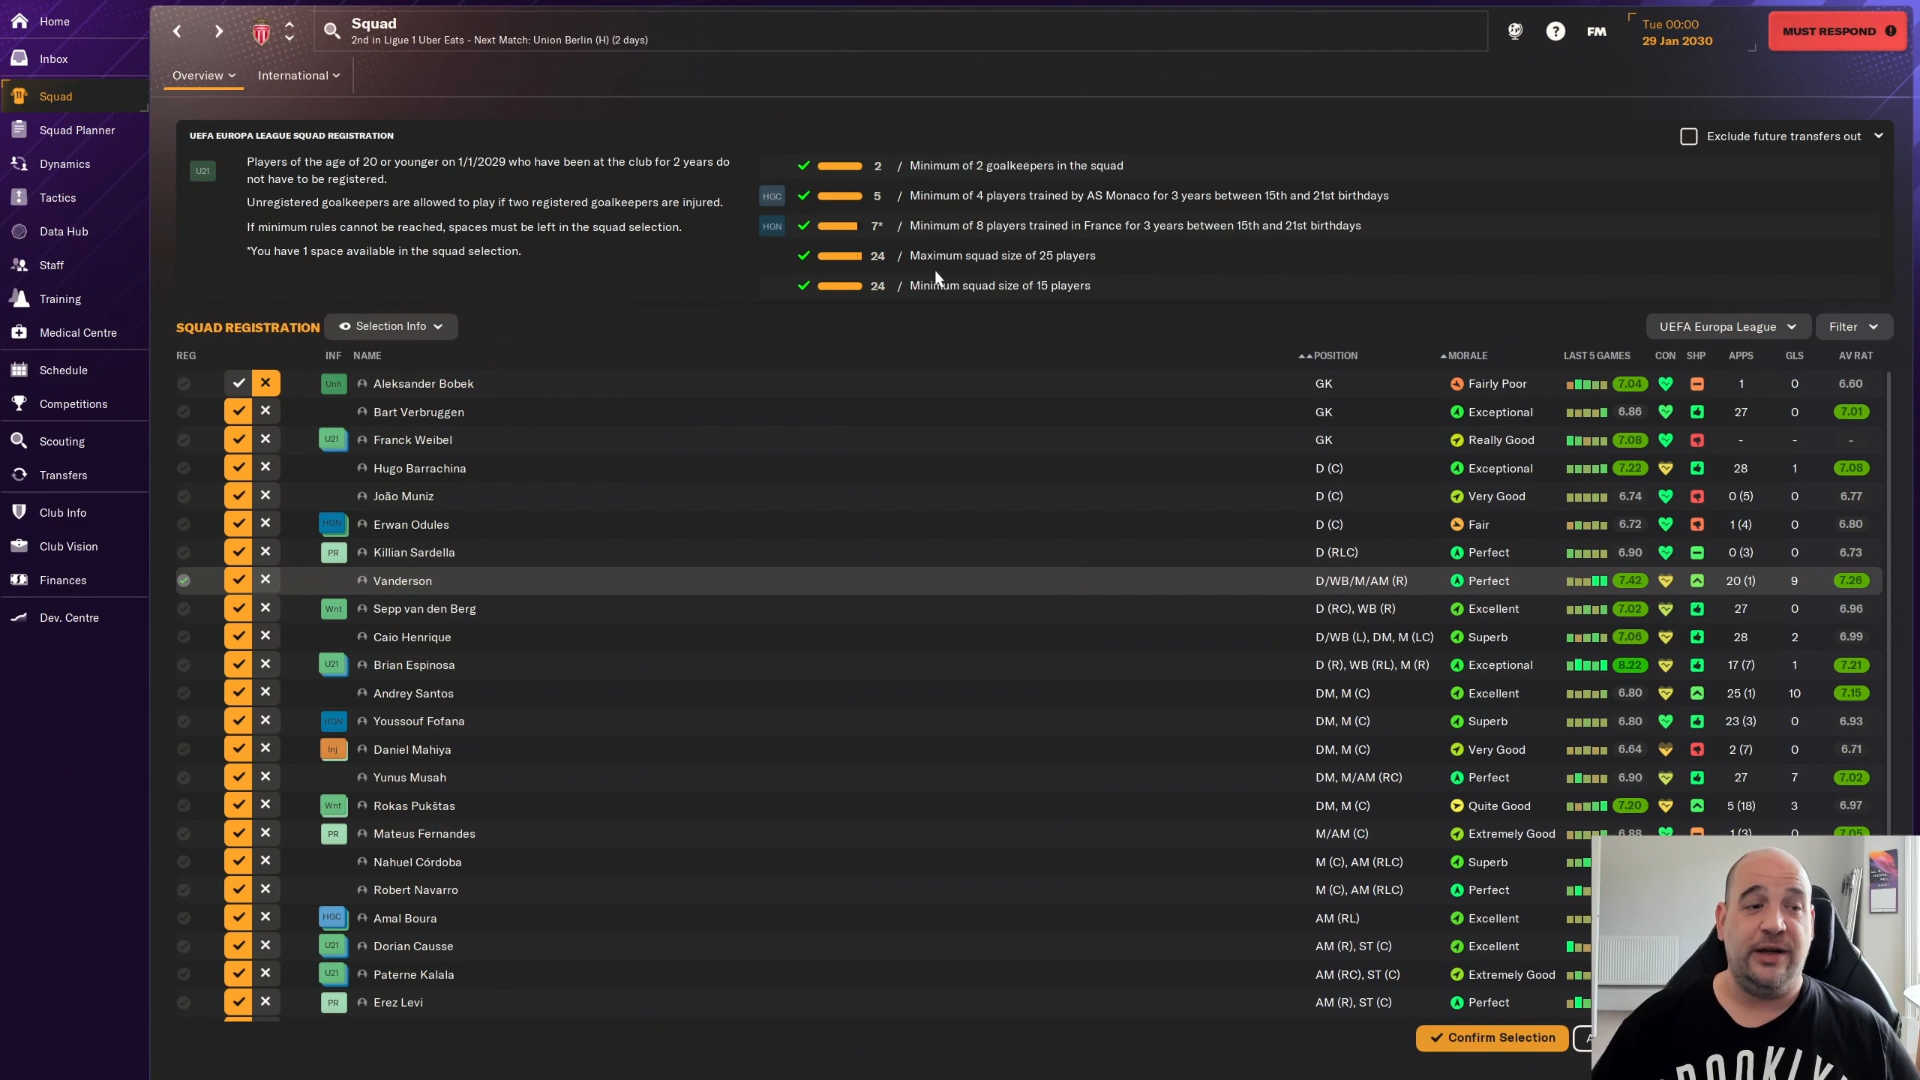 Home
Inbox
Squad
Squad Planner
Dynamics
Tactics
Data Hub
Staff
Training
Medical Centre
Schedule
Competitions
Scouting
Transfers
Club Info
Club Vision
Finances
Dev. Centre
Squad
2nd in Ligue 1 Uber Eats - Next Match: Union Berlin (H) (2 days)
FM
Tue 00:00
29 Jan 2030
MUST RESPOND
Overview
International
UEFA EUROPA LEAGUE SQUAD REGISTRATION
Exclude future transfers out
U21 Players of the age of 20 or younger on 1/1/2029 who have been at the club for 2 years do
not have to be registered.
Unregistered goalkeepers are allowed to play if two registered goalkeepers are injured.
If minimum rules cannot be reached, spaces must be left in the squad selection.
*You have 1 space available in the squad selection.
2 / Minimum of 2 goalkeepers in the squad
HGC 5 / Minimum of 4 players trained by AS Monaco for 3 years between 15th and 21st birthdays
HGN 7* / Minimum of 8 players trained in France for 3 years between 15th and 21st birthdays
24 / Maximum squad size of 25 players
24 / Minimum squad size of 15 players
SQUAD REGISTRATION Selection Info UEFA Europa League Filter
REG INF NAME POSITION MORALE LAST 5 GAMES CON SHP APPS GLS AV RAT
Unh Aleksander Bobek GK Fairly Poor 7.04 1 0 6.60
Bart Verbruggen GK Exceptional 6.86 27 0 7.01
U21 Franck Weibel GK Really Good 7.08 - - -
Hugo Barrachina D (C) Exceptional 7.22 28 1 7.08
João Muniz D (C) Very Good 6.74 0 (5) 0 6.77
HGN Erwan Odules D (C) Fair 6.72 1 (4) 0 6.80
PR Killian Sardella D (RLC) Perfect 6.90 0 (3) 0 6.73
Vanderson D/WB/M/AM (R) Perfect 7.42 20 (1) 9 7.26
Wnt Sepp van den Berg D (RC), WB (R) Excellent 7.02 27 0 6.96
Caio Henrique D/WB (L), DM, M (LC) Superb 7.06 28 2 6.99
U21 Brian Espinosa D (R), WB (RL), M (R) Exceptional 8.22 17 (7) 1 7.21
Andrey Santos DM, M (C) Excellent 6.80 25 (1) 10 7.15
HGN Youssouf Fofana DM, M (C) Superb 6.80 23 (3) 0 6.93
Inj Daniel Mahiya DM, M (C) Very Good 6.64 2 (7) 0 6.71
Yunus Musah DM, M/AM (RC) Perfect 6.90 27 7 7.02
Wnt Rokas Pukštas DM, M (C) Quite Good 7.20 5 (18) 3 6.97
PR Mateus Fernandes M/AM (C) Extremely Good 6.88 1 (3) 0 7.05
Nahuel Córdoba M (C), AM (RLC) Superb
Robert Navarro M (C), AM (RLC) Perfect
HGC Amal Boura AM (RL) Excellent
U21 Dorian Causse AM (R), ST (C) Excellent
U21 Paterne Kalala AM (RC), ST (C) Extremely Good
PR Erez Levi AM (R), ST (C) Perfect
Confirm Selection